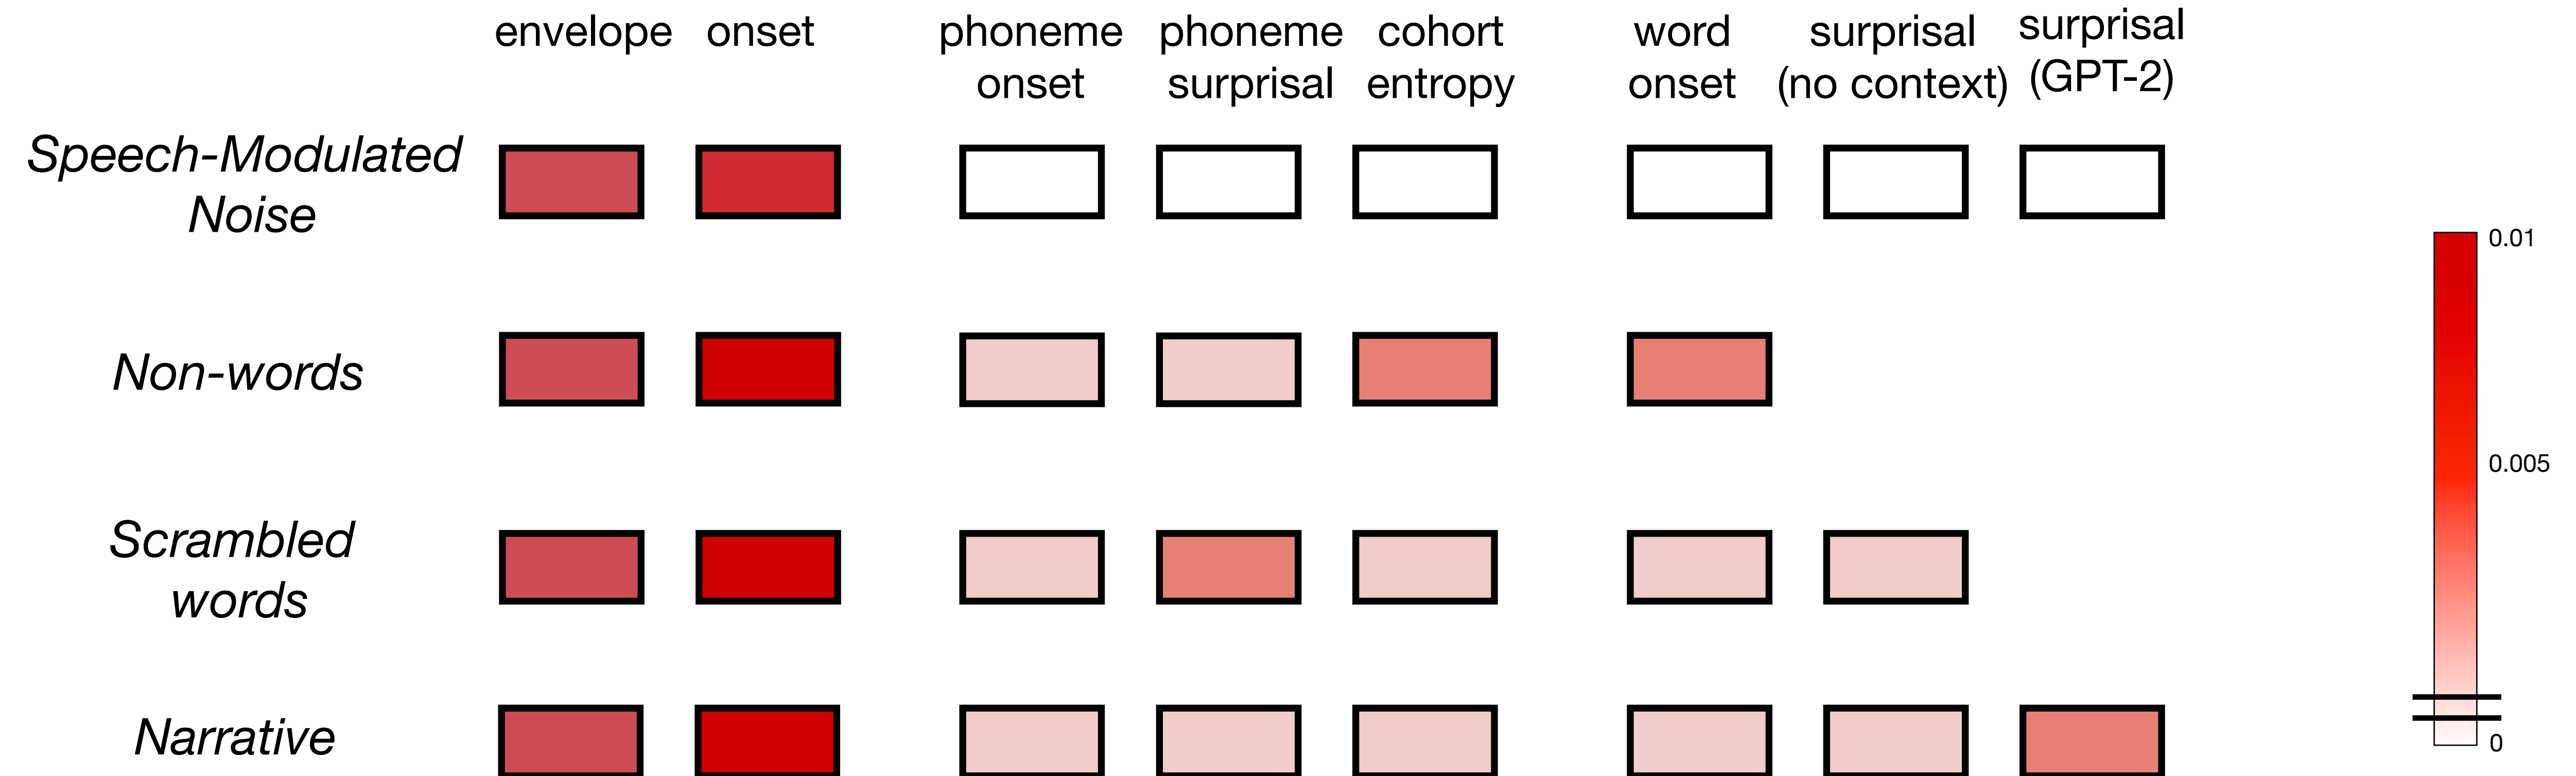 envelope onset phoneme phoneme cohort word surprisal surprisal
onset surprisal entropy onset (no context) (GPT-2)
Speech-Modulated
Noise
0.01
Non-words
0.005
Scrambled
words
Narrative
0